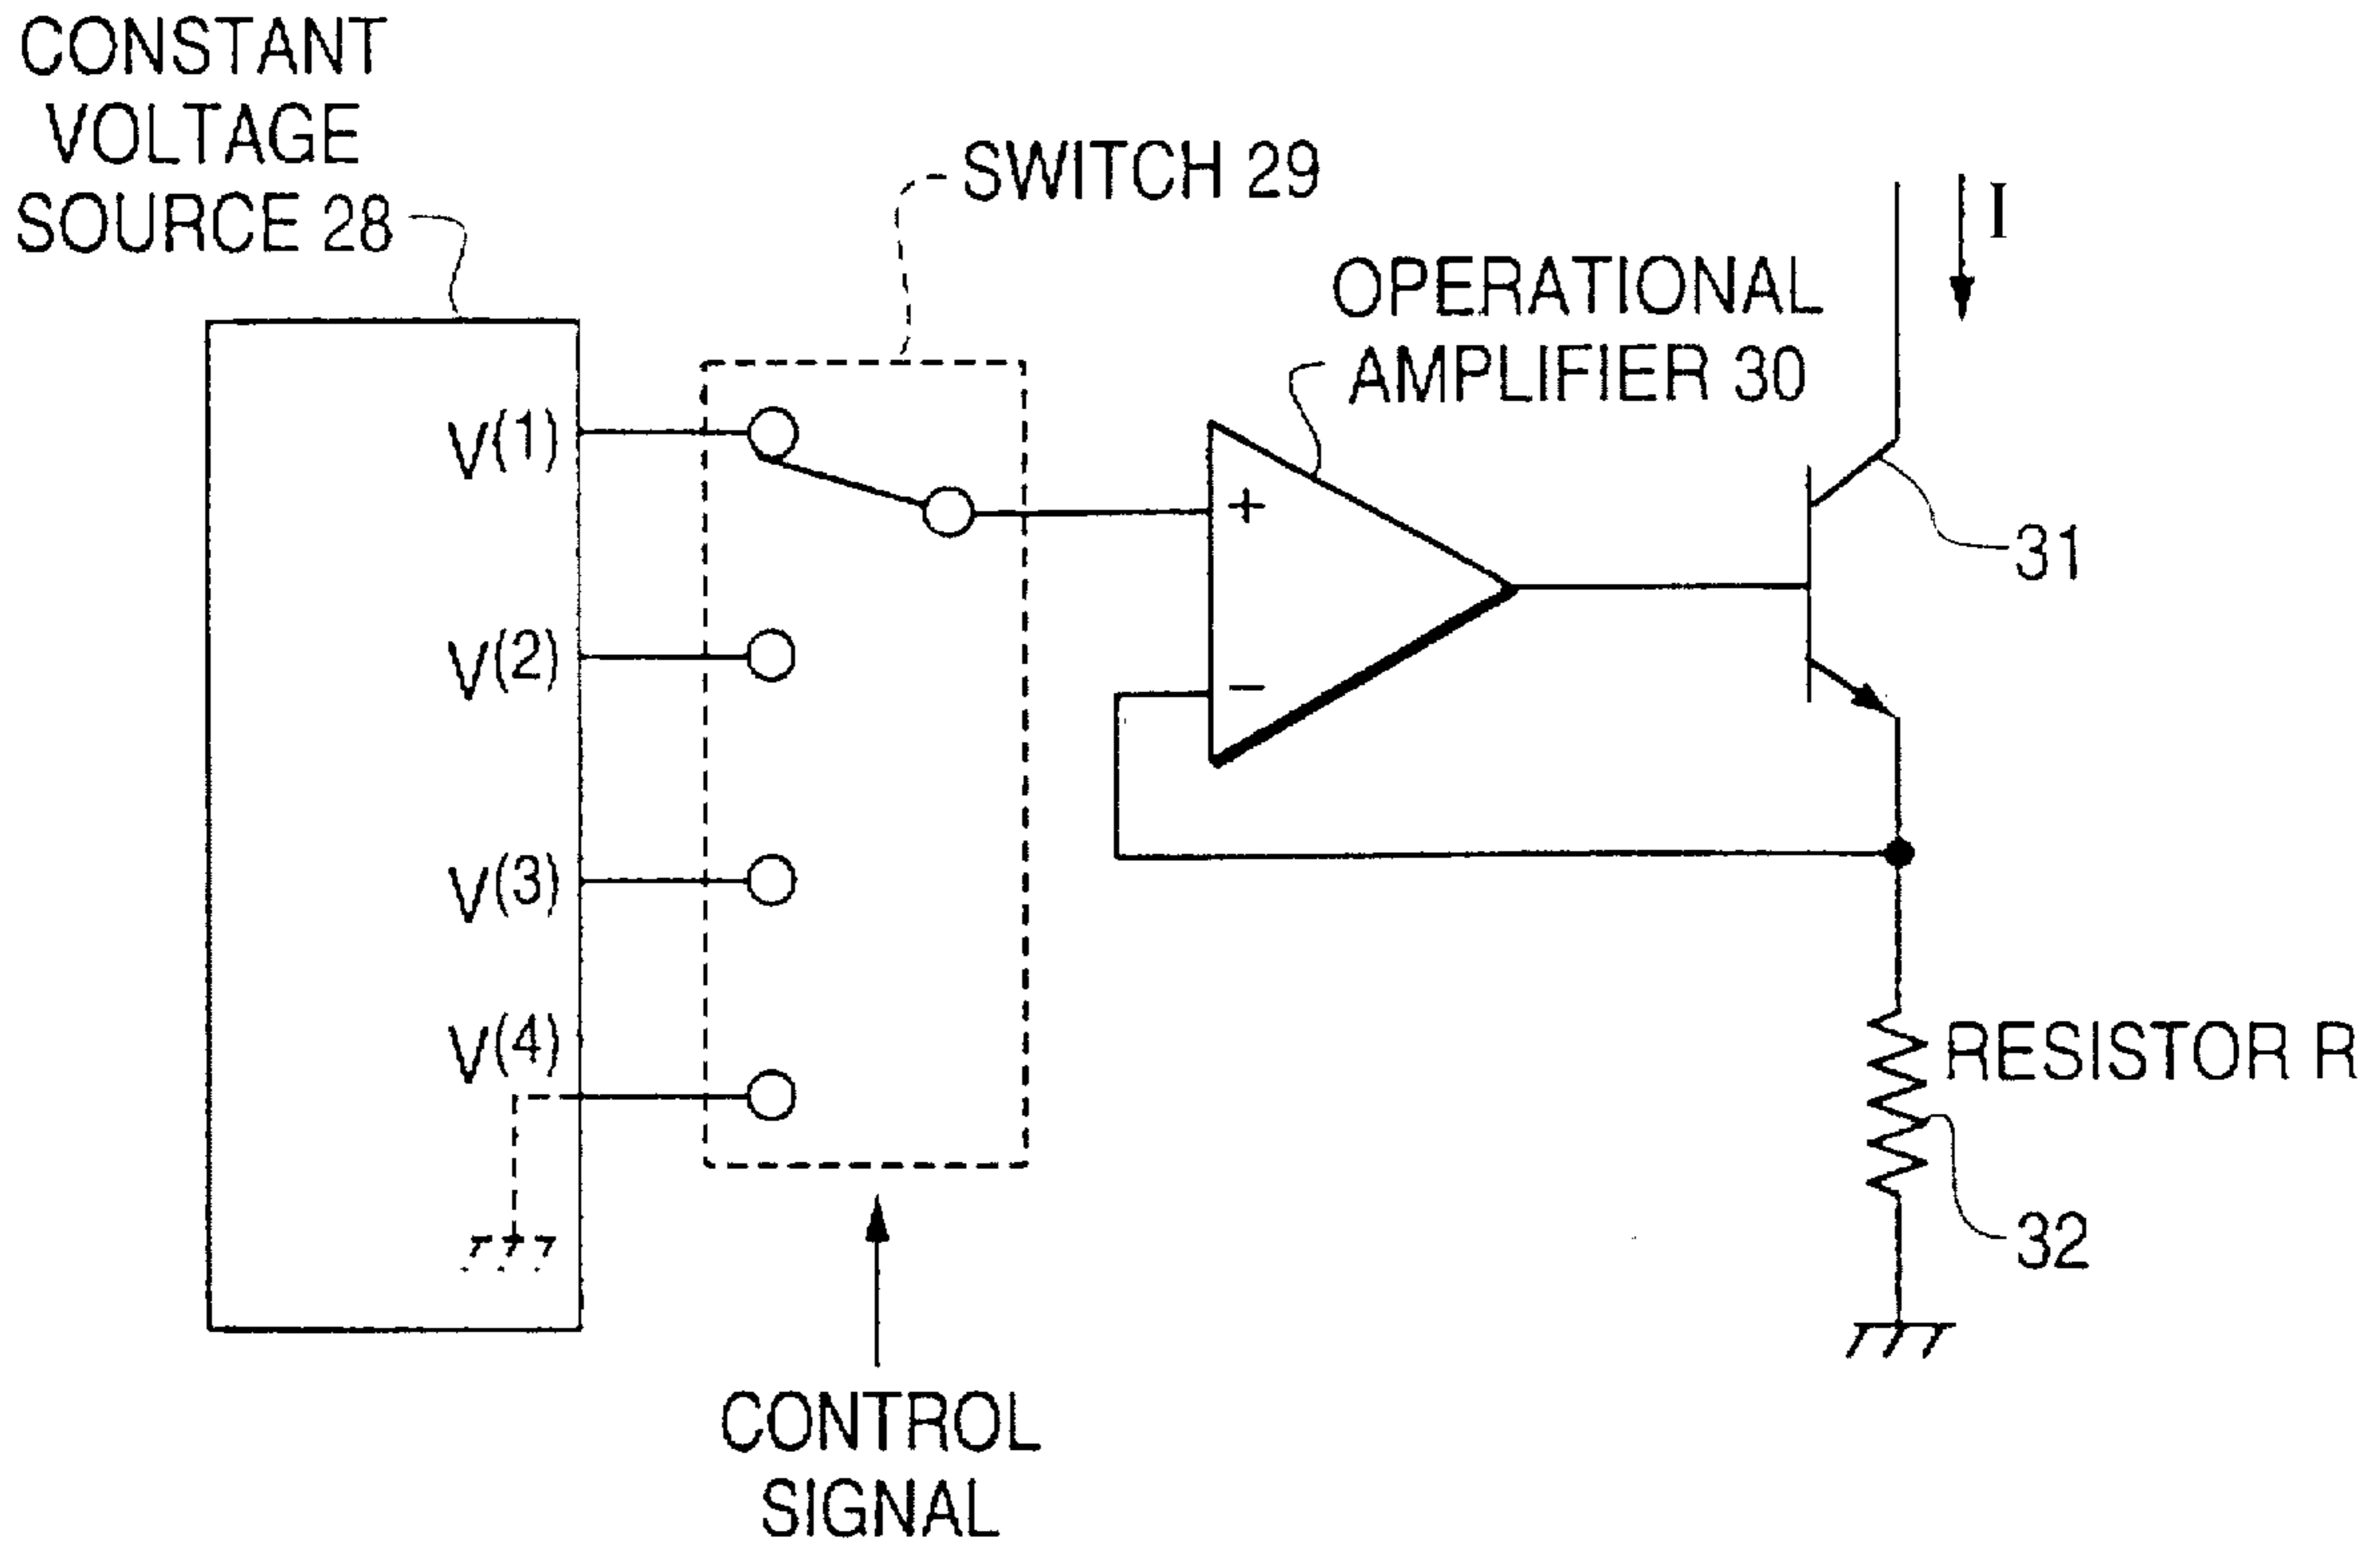 CONSTANT
VOLTAGE
SOURCE 28
SWITCH 29
I
OPERATIONAL
AMPLIFIER 30
V(1)
+
31
V(2)
−
V(3)
V(4)
RESISTOR R
32
CONTROL
SIGNAL